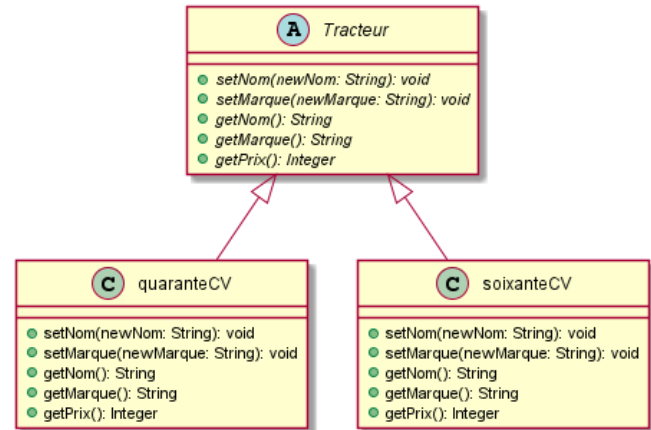 A Tracteur
setNom(newNom: String): void
setMarque(newMarque: String): void
getNom(): String
getMarque(): String
getPrix(): Integer
C quaranteCV
setNom(newNom: String): void
setMarque(newMarque: String): void
getNom(): String
getMarque(): String
getPrix(): Integer
C soixanteCV
setNom(newNom: String): void
setMarque(newMarque: String): void
getNom(): String
getMarque(): String
getPrix(): Integer